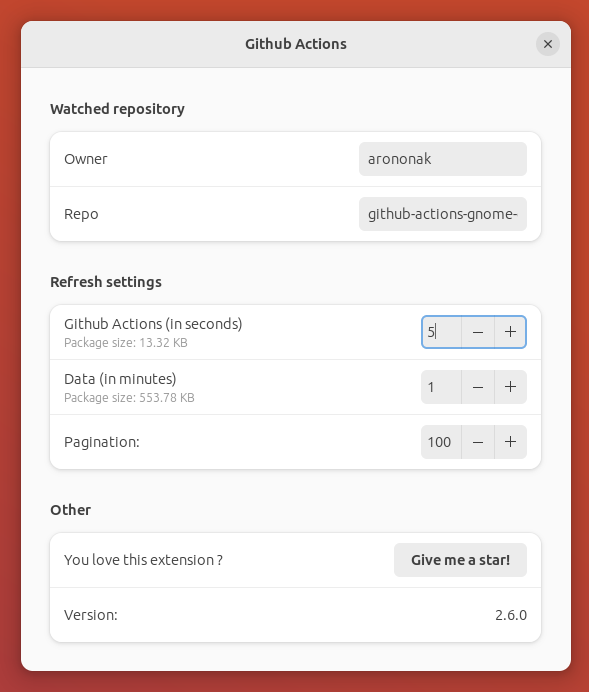 Github Actions
Watched repository
Owner
arononak
Repo
github-actions-gnome-
Refresh settings
Github Actions (in seconds)
Package size: 13.32 KB
5
Data (in minutes)
Package size: 553.78 KB
1
Pagination:
100
Other
You love this extension ?
Give me a star!
Version:
2.6.0